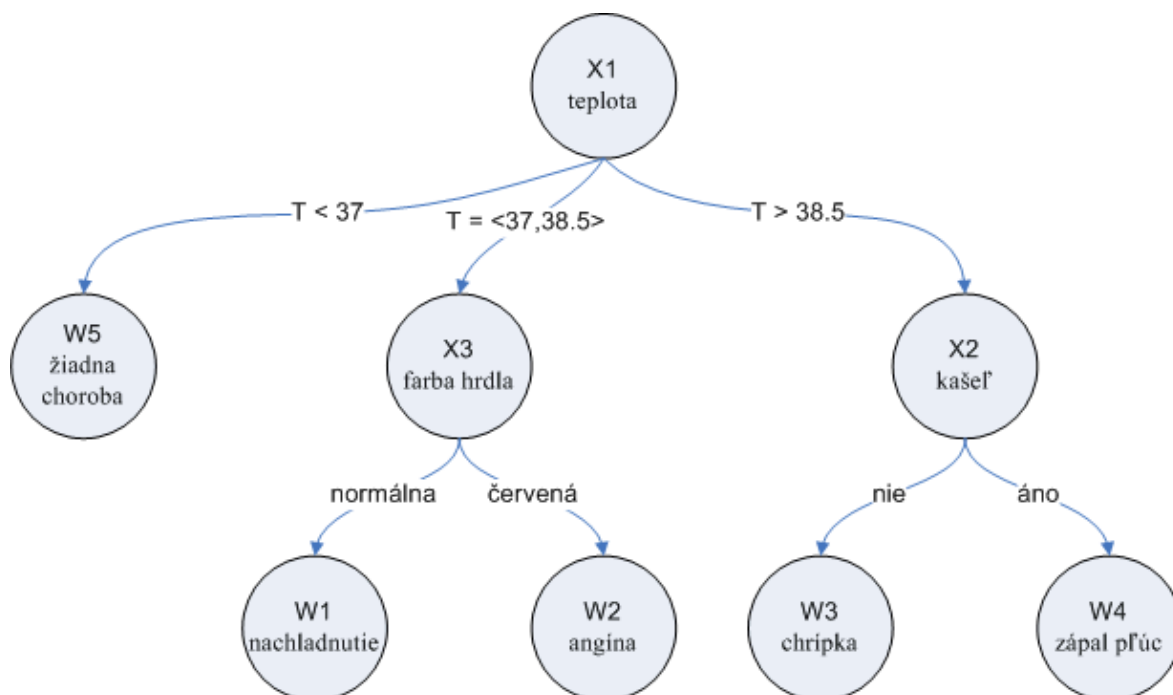 X1
teplota
T < 37
T = <37,38.5>
T > 38.5
W5
žiadna
choroba
X3
farba hrdla
X2
kašeľ
normálna
červená
nie
áno
W1
nachladnutie
W2
angina
W3
chrípka
W4
zápal pľúc